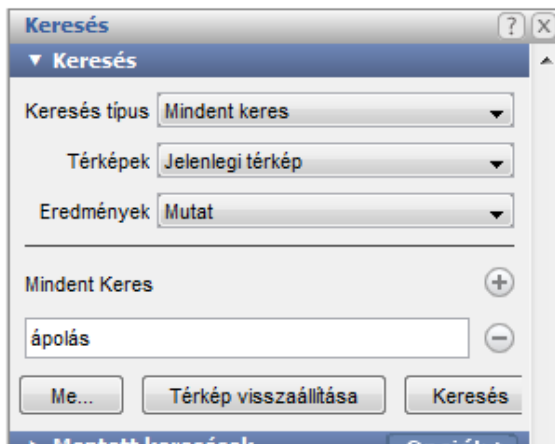 Keresés
Keresés
Keresés típus Mindent keres
Térképek Jelenlegi térkép
Eredmények Mutat
Mindent Keres
ápolás
Me... Térkép visszaállítása Keresés